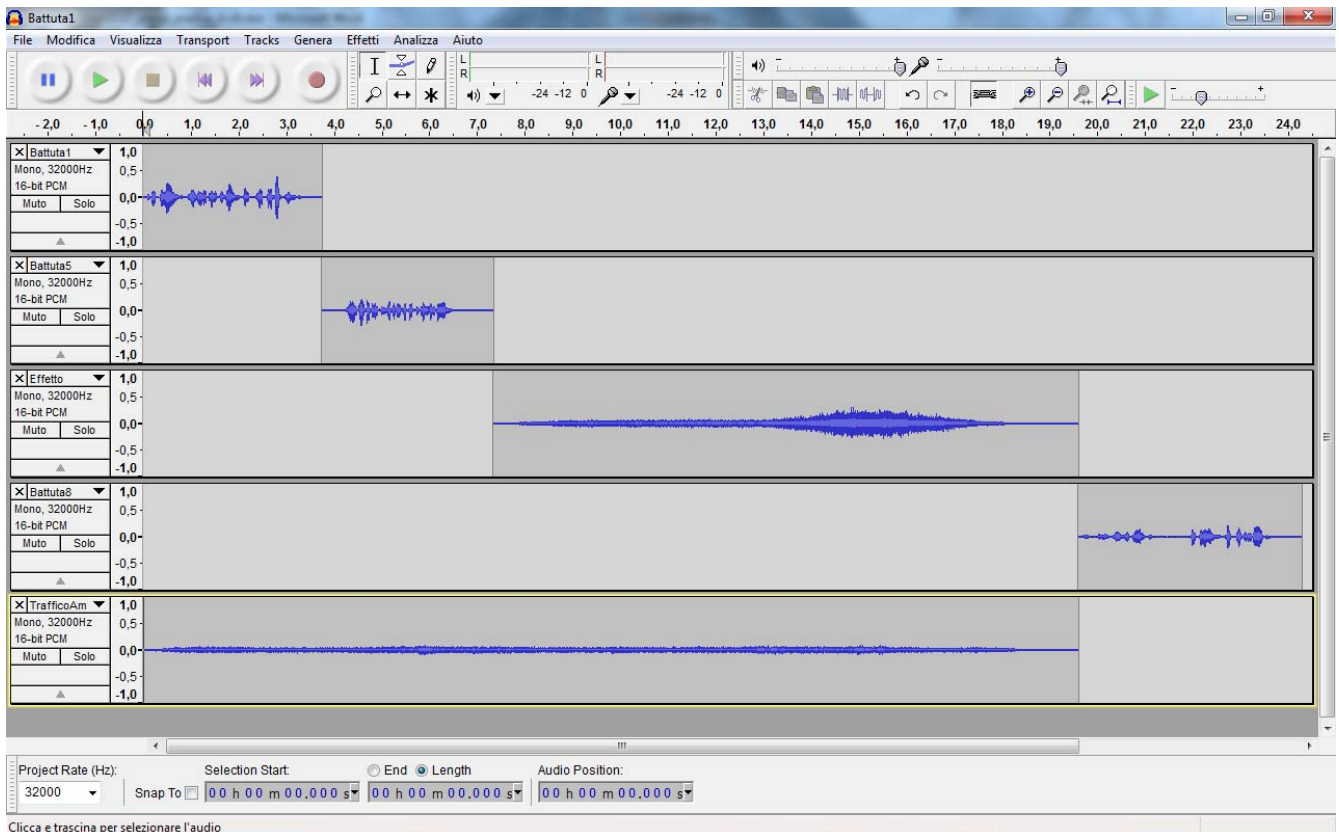 Battuta1
File Modifica Visualizza Transport Tracks Genera Effetti Analizza Aiuto
L
R
-24 -12 0
L
R
-24 -12 0
- 2,0 - 1,0 0,0 1,0 2,0 3,0 4,0 5,0 6,0 7,0 8,0 9,0 10,0 11,0 12,0 13,0 14,0 15,0 16,0 17,0 18,0 19,0 20,0 21,0 22,0 23,0 24,0
Battuta1
Mono, 32000Hz
16-bit PCM
Muto Solo
1,0
0,5
0,0
-0,5
-1,0
Battuta5
Mono, 32000Hz
16-bit PCM
Muto Solo
1,0
0,5
0,0
-0,5
-1,0
Effetto
Mono, 32000Hz
16-bit PCM
Muto Solo
1,0
0,5
0,0
-0,5
-1,0
Battuta8
Mono, 32000Hz
16-bit PCM
Muto Solo
1,0
0,5
0,0
-0,5
-1,0
TrafficoAm
Mono, 32000Hz
16-bit PCM
Muto Solo
1,0
0,5
0,0
-0,5
-1,0
Project Rate (Hz): Selection Start: End Length Audio Position:
32000 Snap To 00 h 00 m 00.000 s 00 h 00 m 00.000 s 00 h 00 m 00.000 s
Clicca e trascina per selezionare l'audio